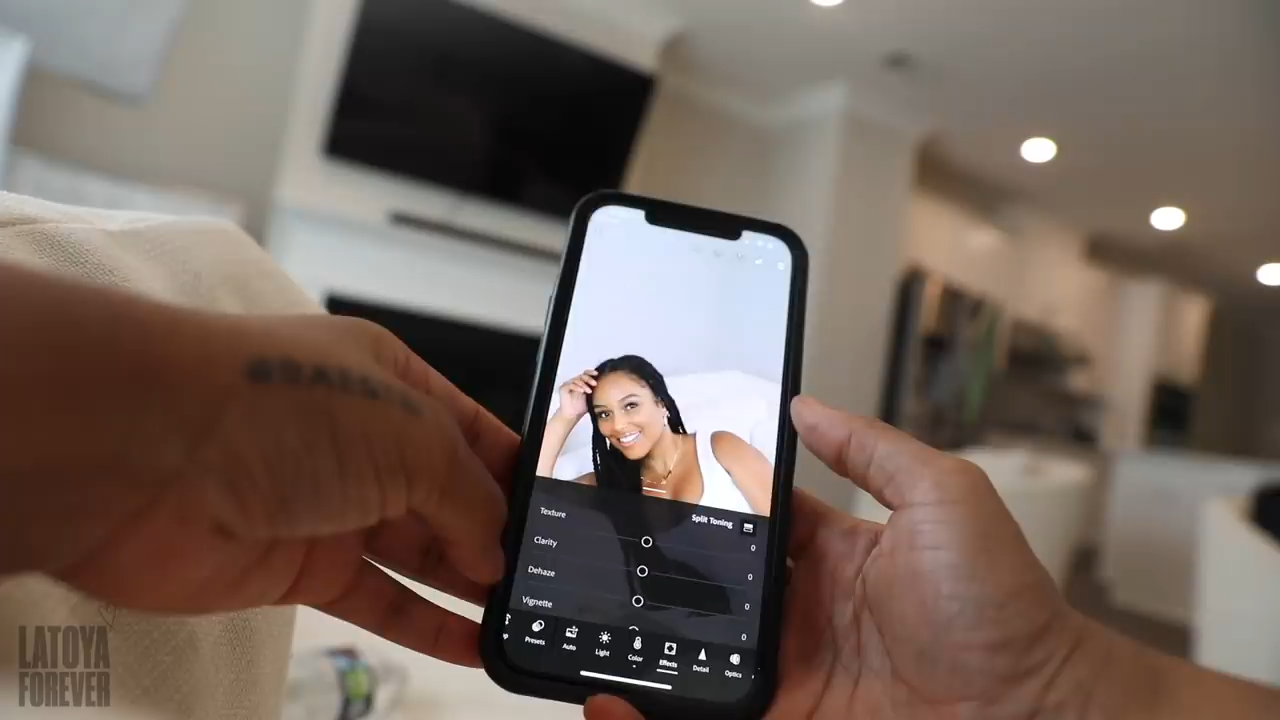 Texture
Split Toning
Clarity
0
Dehaze
0
Vignette
0
0
Presets
Auto
Light
Color
Effects
Detail
Optics
LATOYA
FOREVER